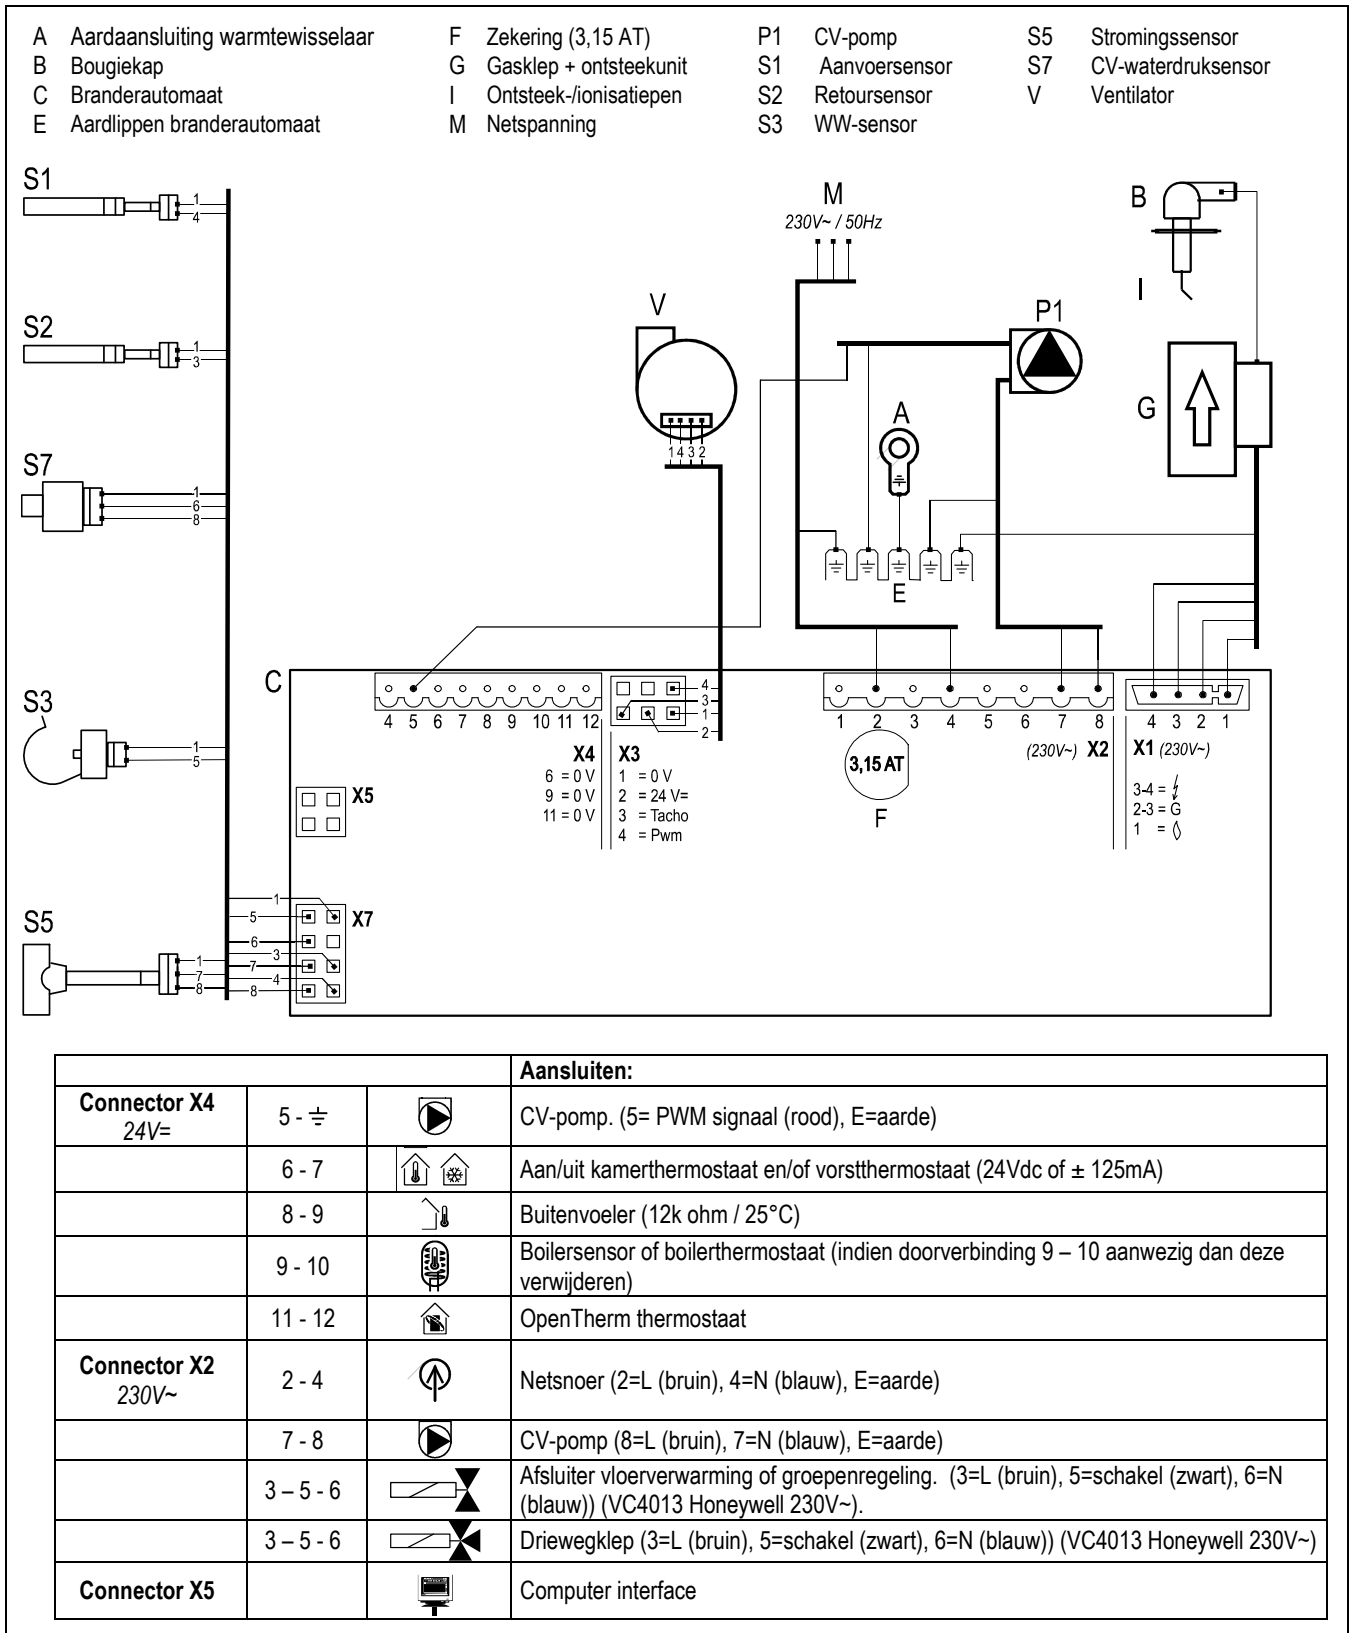 A Aardaansluiting warmtewisselaar
B Bougiekap
C Branderautomaat
E Aardlippen branderautomaat
F Zekering (3,15 AT)
G Gasklep + ontsteekunit
I Ontsteek-/ionisatiepen
M Netspanning
P1 CV-pomp
S1 Aanvoersensor
S2 Retoursensor
S3 WW-sensor
S5 Stromingssensor
S7 CV-waterdruksensor
V Ventilator
S1
1
4
S2
1
3
S7
1
6
8
S3
1
5
S5
1
7
8
V
1 4 3 2
M
230V~ / 50Hz
P1
A
E
B
I
G
C
4 5 6 7 8 9 10 11 12
X4
6 = 0 V
9 = 0 V
11 = 0 V
4
3
1
2
X3
1 = 0 V
2 = 24 V=
3 = Tacho
4 = Pwm
1 2 3 4 5 6 7 8
(230V~) X2
3,15 AT
F
4 3 2 1
X1 (230V~)
3-4 =
2-3 = G
1 =
X5
X7
1
5
6
3
7
4
8
Aansluiten:
Connector X4
24V=
5 -
CV-pomp. (5= PWM signaal (rood), E=aarde)
6 - 7
Aan/uit kamerthermostaat en/of vorstthermostaat (24Vdc of ± 125mA)
8 - 9
Buitenvoeler (12k ohm / 25°C)
9 - 10
Boilersensor of boilerthermostaat (indien doorverbinding 9 – 10 aanwezig dan deze
verwijderen)
11 - 12
OpenTherm thermostaat
Connector X2
230V~
2 - 4
Netsnoer (2=L (bruin), 4=N (blauw), E=aarde)
7 - 8
CV-pomp (8=L (bruin), 7=N (blauw), E=aarde)
3 – 5 - 6
Afsluiter vloerverwarming of groepenregeling. (3=L (bruin), 5=schakel (zwart), 6=N
(blauw)) (VC4013 Honeywell 230V~).
3 – 5 - 6
Driewegklep (3=L (bruin), 5=schakel (zwart), 6=N (blauw)) (VC4013 Honeywell 230V~)
Connector X5
Computer interface